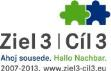 Ziel 3 | Cíl 3
Ahoj sousede. Hallo Nachbar.
2007-2013. www.ziel3-cil3.eu